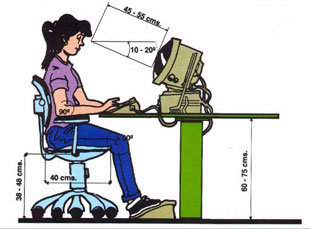 45 - 55 cms.
10 - 20º
90º
90º
40 cms.
38 - 48 cms.
60 - 75 cms.